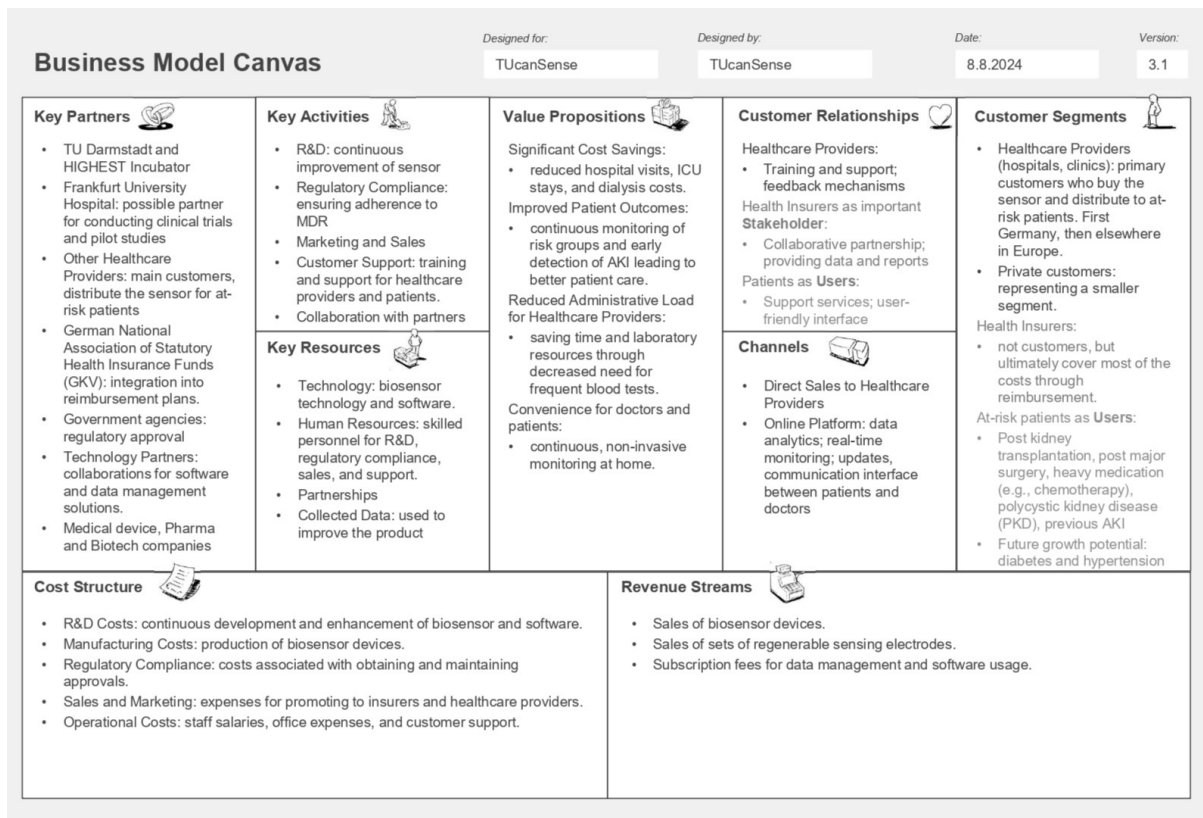 Business Model Canvas
Designed for:
TUcanSense
Designed by:
TUcanSense
Date:
8.8.2024
Version:
3.1
Key Partners
• TU Darmstadt and
HIGHEST Incubator
• Frankfurt University
Hospital: possible partner
for conducting clinical trials
and pilot studies
• Other Healthcare
Providers: main customers,
distribute the sensor for at-
risk patients
• German National
Association of Statutory
Health Insurance Funds
(GKV): integration into
reimbursement plans.
• Government agencies:
regulatory approval
• Technology Partners:
collaborations for software
and data management
solutions.
• Medical device, Pharma
and Biotech companies
Key Activities
• R&D: continuous
improvement of sensor
• Regulatory Compliance:
ensuring adherence to
MDR
• Marketing and Sales
• Customer Support: training
and support for healthcare
providers and patients.
• Collaboration with partners
Key Resources
• Technology: biosensor
technology and software.
• Human Resources: skilled
personnel for R&D,
regulatory compliance,
sales, and support.
• Partnerships
• Collected Data: used to
improve the product
Value Propositions
Significant Cost Savings:
• reduced hospital visits, ICU
stays, and dialysis costs.
Improved Patient Outcomes:
• continuous monitoring of
risk groups and early
detection of AKI leading to
better patient care.
Reduced Administrative Load
for Healthcare Providers:
• saving time and laboratory
resources through
decreased need for
frequent blood tests.
Convenience for doctors and
patients:
• continuous, non-invasive
monitoring at home.
Customer Relationships
Healthcare Providers:
• Training and support;
feedback mechanisms
Health Insurers as important
Stakeholder:
• Collaborative partnership;
providing data and reports
Patients as Users:
• Support services; user-
friendly interface
Channels
• Direct Sales to Healthcare
Providers
• Online Platform: data
analytics; real-time
monitoring; updates,
communication interface
between patients and
doctors
Customer Segments
• Healthcare Providers
(hospitals, clinics): primary
customers who buy the
sensor and distribute to at-
risk patients. First
Germany, then elsewhere
in Europe.
• Private customers:
representing a smaller
segment.
Health Insurers:
• not customers, but
ultimately cover most of the
costs through
reimbursement.
At-risk patients as Users:
• Post kidney
transplantation, post major
surgery, heavy medication
(e.g., chemotherapy),
polycystic kidney disease
(PKD), previous AKI
• Future growth potential:
diabetes and hypertension
Cost Structure
• R&D Costs: continuous development and enhancement of biosensor and software.
• Manufacturing Costs: production of biosensor devices.
• Regulatory Compliance: costs associated with obtaining and maintaining
approvals.
• Sales and Marketing: expenses for promoting to insurers and healthcare providers.
• Operational Costs: staff salaries, office expenses, and customer support.
Revenue Streams
• Sales of biosensor devices.
• Sales of sets of regenerable sensing electrodes.
• Subscription fees for data management and software usage.